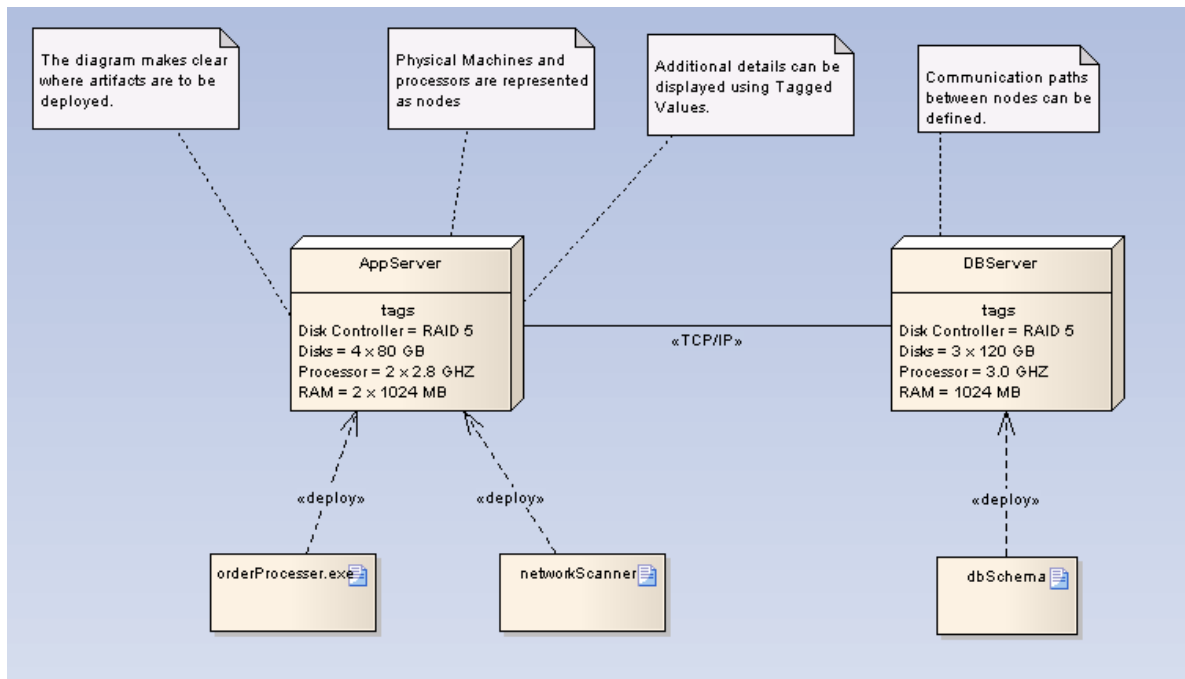 The diagram makes clear
where artifacts are to be
deployed.
Physical Machines and
processors are represented
as nodes
Additional details can be
displayed using Tagged
Values.
Communication paths
between nodes can be
defined.
AppServer
tags
Disk Controller = RAID 5
Disks = 4 x 80 GB
Processor = 2 x 2.8 GHZ
RAM = 2 x 1024 MB
«TCP/IP»
DBServer
tags
Disk Controller = RAID 5
Disks = 3 x 120 GB
Processor = 3.0 GHZ
RAM = 1024 MB
«deploy»
«deploy»
«deploy»
orderProcesser.exe
networkScanner
dbSchema